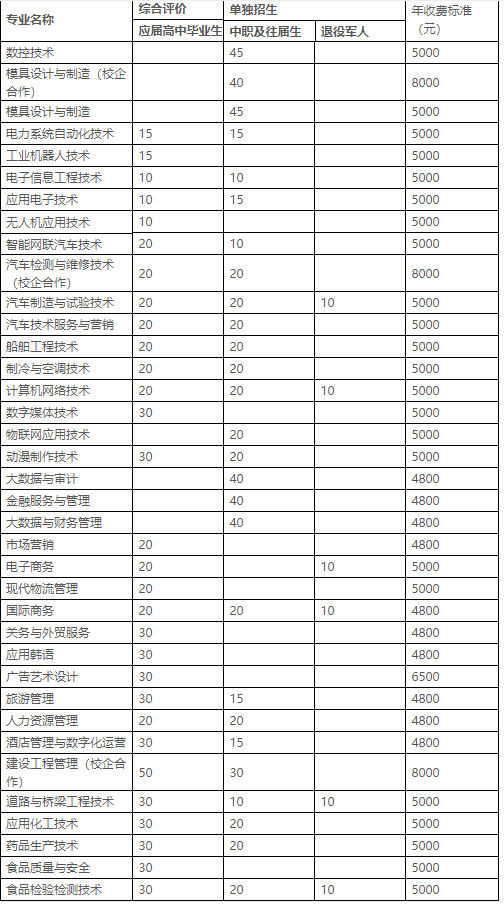 专业名称 综合评价 单独招生 年收费标准（元）
应届高中毕业生 中职及往届生 退役军人
数控技术 45 5000
模具设计与制造（校企合作） 40 8000
模具设计与制造 45 5000
电力系统自动化技术 15 15 5000
工业机器人技术 15 5000
电子信息工程技术 10 10 5000
应用电子技术 10 15 5000
无人机应用技术 10 5000
智能网联汽车技术 20 10 5000
汽车检测与维修技术（校企合作） 20 20 8000
汽车制造与试验技术 20 20 10 5000
汽车技术服务与营销 20 20 5000
船舶工程技术 20 20 5000
制冷与空调技术 20 20 5000
计算机网络技术 20 20 10 5000
数字媒体技术 30 5000
物联网应用技术 20 5000
动漫制作技术 30 20 5000
大数据与审计 40 4800
金融服务与管理 40 4800
大数据与财务管理 40 4800
市场营销 20 4800
电子商务 20 10 5000
现代物流管理 20 5000
国际商务 20 20 10 4800
关务与外贸服务 30 4800
应用韩语 30 4800
广告艺术设计 30 6500
旅游管理 30 15 4800
人力资源管理 20 20 4800
酒店管理与数字化运营 30 15 4800
建设工程管理（校企合作） 50 30 8000
道路与桥梁工程技术 30 10 10 5000
应用化工技术 30 20 5000
药品生产技术 30 20 5000
食品质量与安全 30 5000
食品检验检测技术 30 20 10 5000